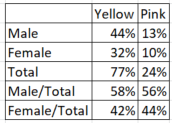 Yellow Pink
Male 44% 13%
Female 32% 10%
Total 77% 24%
Male/Total 58% 56%
Female/Total 42% 44%